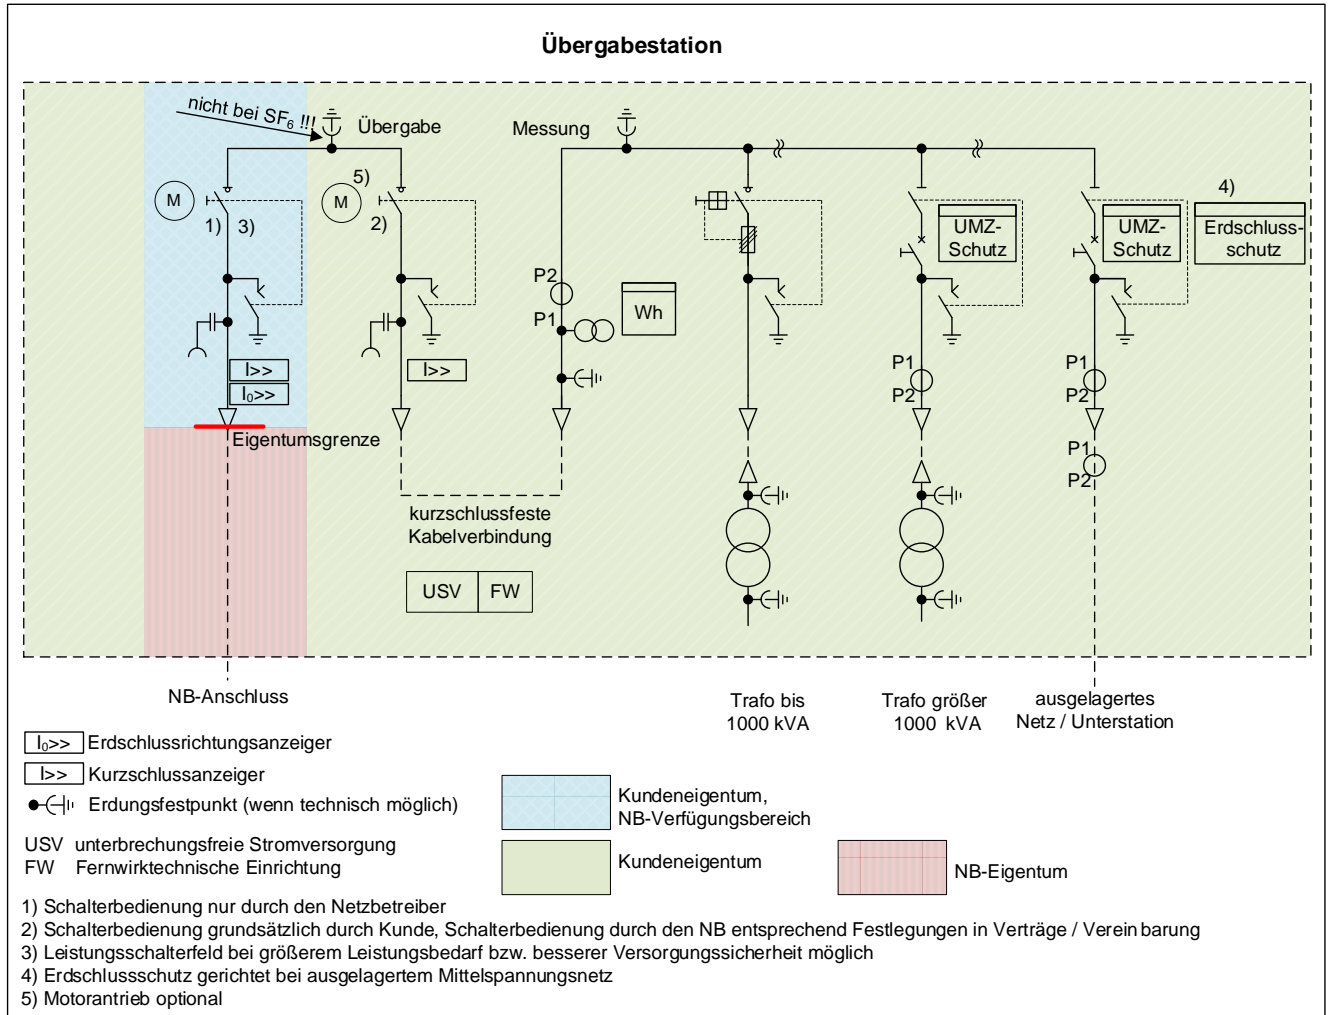 Übergabestation
nicht bei SF₆ !!!
Übergabe
Messung
M
1)
3)
M
5)
2)
P2
P1
Wh
UMZ-
Schutz
UMZ-
Schutz
4)
Erdschluss-
schutz
I>>
I₀>>
I>>
P1
P2
P1
P2
P1
P2
Eigentumsgrenze
kurzschlussfeste
Kabelverbindung
USV
FW
NB-Anschluss
Trafo bis
1000 kVA
Trafo größer
1000 kVA
ausgelagertes
Netz / Unterstation
I₀>> Erdschlussrichtungsanzeiger
I>> Kurzschlussanzeiger
Erdungsfestpunkt (wenn technisch möglich)
USV unterbrechungsfreie Stromversorgung
FW Fernwirktechnische Einrichtung
Kundeneigentum,
NB-Verfügungsbereich
Kundeneigentum
NB-Eigentum
1) Schalterbedienung nur durch den Netzbetreiber
2) Schalterbedienung grundsätzlich durch Kunde, Schalterbedienung durch den NB entsprechend Festlegungen in Verträge / Verein barung
3) Leistungsschalterfeld bei größerem Leistungsbedarf bzw. besserer Versorgungssicherheit möglich
4) Erdschlussschutz gerichtet bei ausgelagertem Mittelspannungsnetz
5) Motorantrieb optional